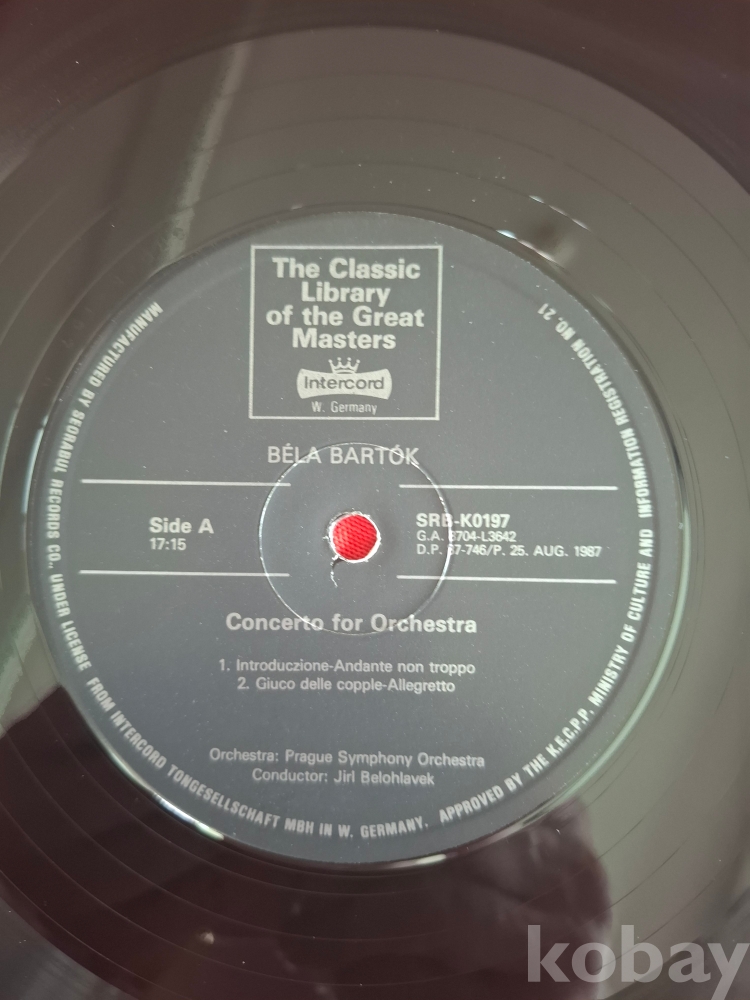 The Classic
Library
of the Great
Masters
Intercord
W. Germany
BÉLA BARTÓK
Side A
17:15
SRB-K0197
G.A. 8704-L3642
D.P. 87-746/P. 25. AUG. 1987
Concerto for Orchestra
1. Introduczione-Andante non troppo
2. Giuco delle copple-Allegretto
Orchestra: Prague Symphony Orchestra
Conductor: Jirl Belohlavek
MANUFACTURED BY SEORABUL RECORDS CO., UNDER LICENSE FROM INTERCORD TONGESELLSCHAFT MBH IN W. GERMANY. APPROVED BY THE K.E.C.P.P. MINISTRY OF CULTURE AND INFORMATION REGISTRATION NO. 21
kobay